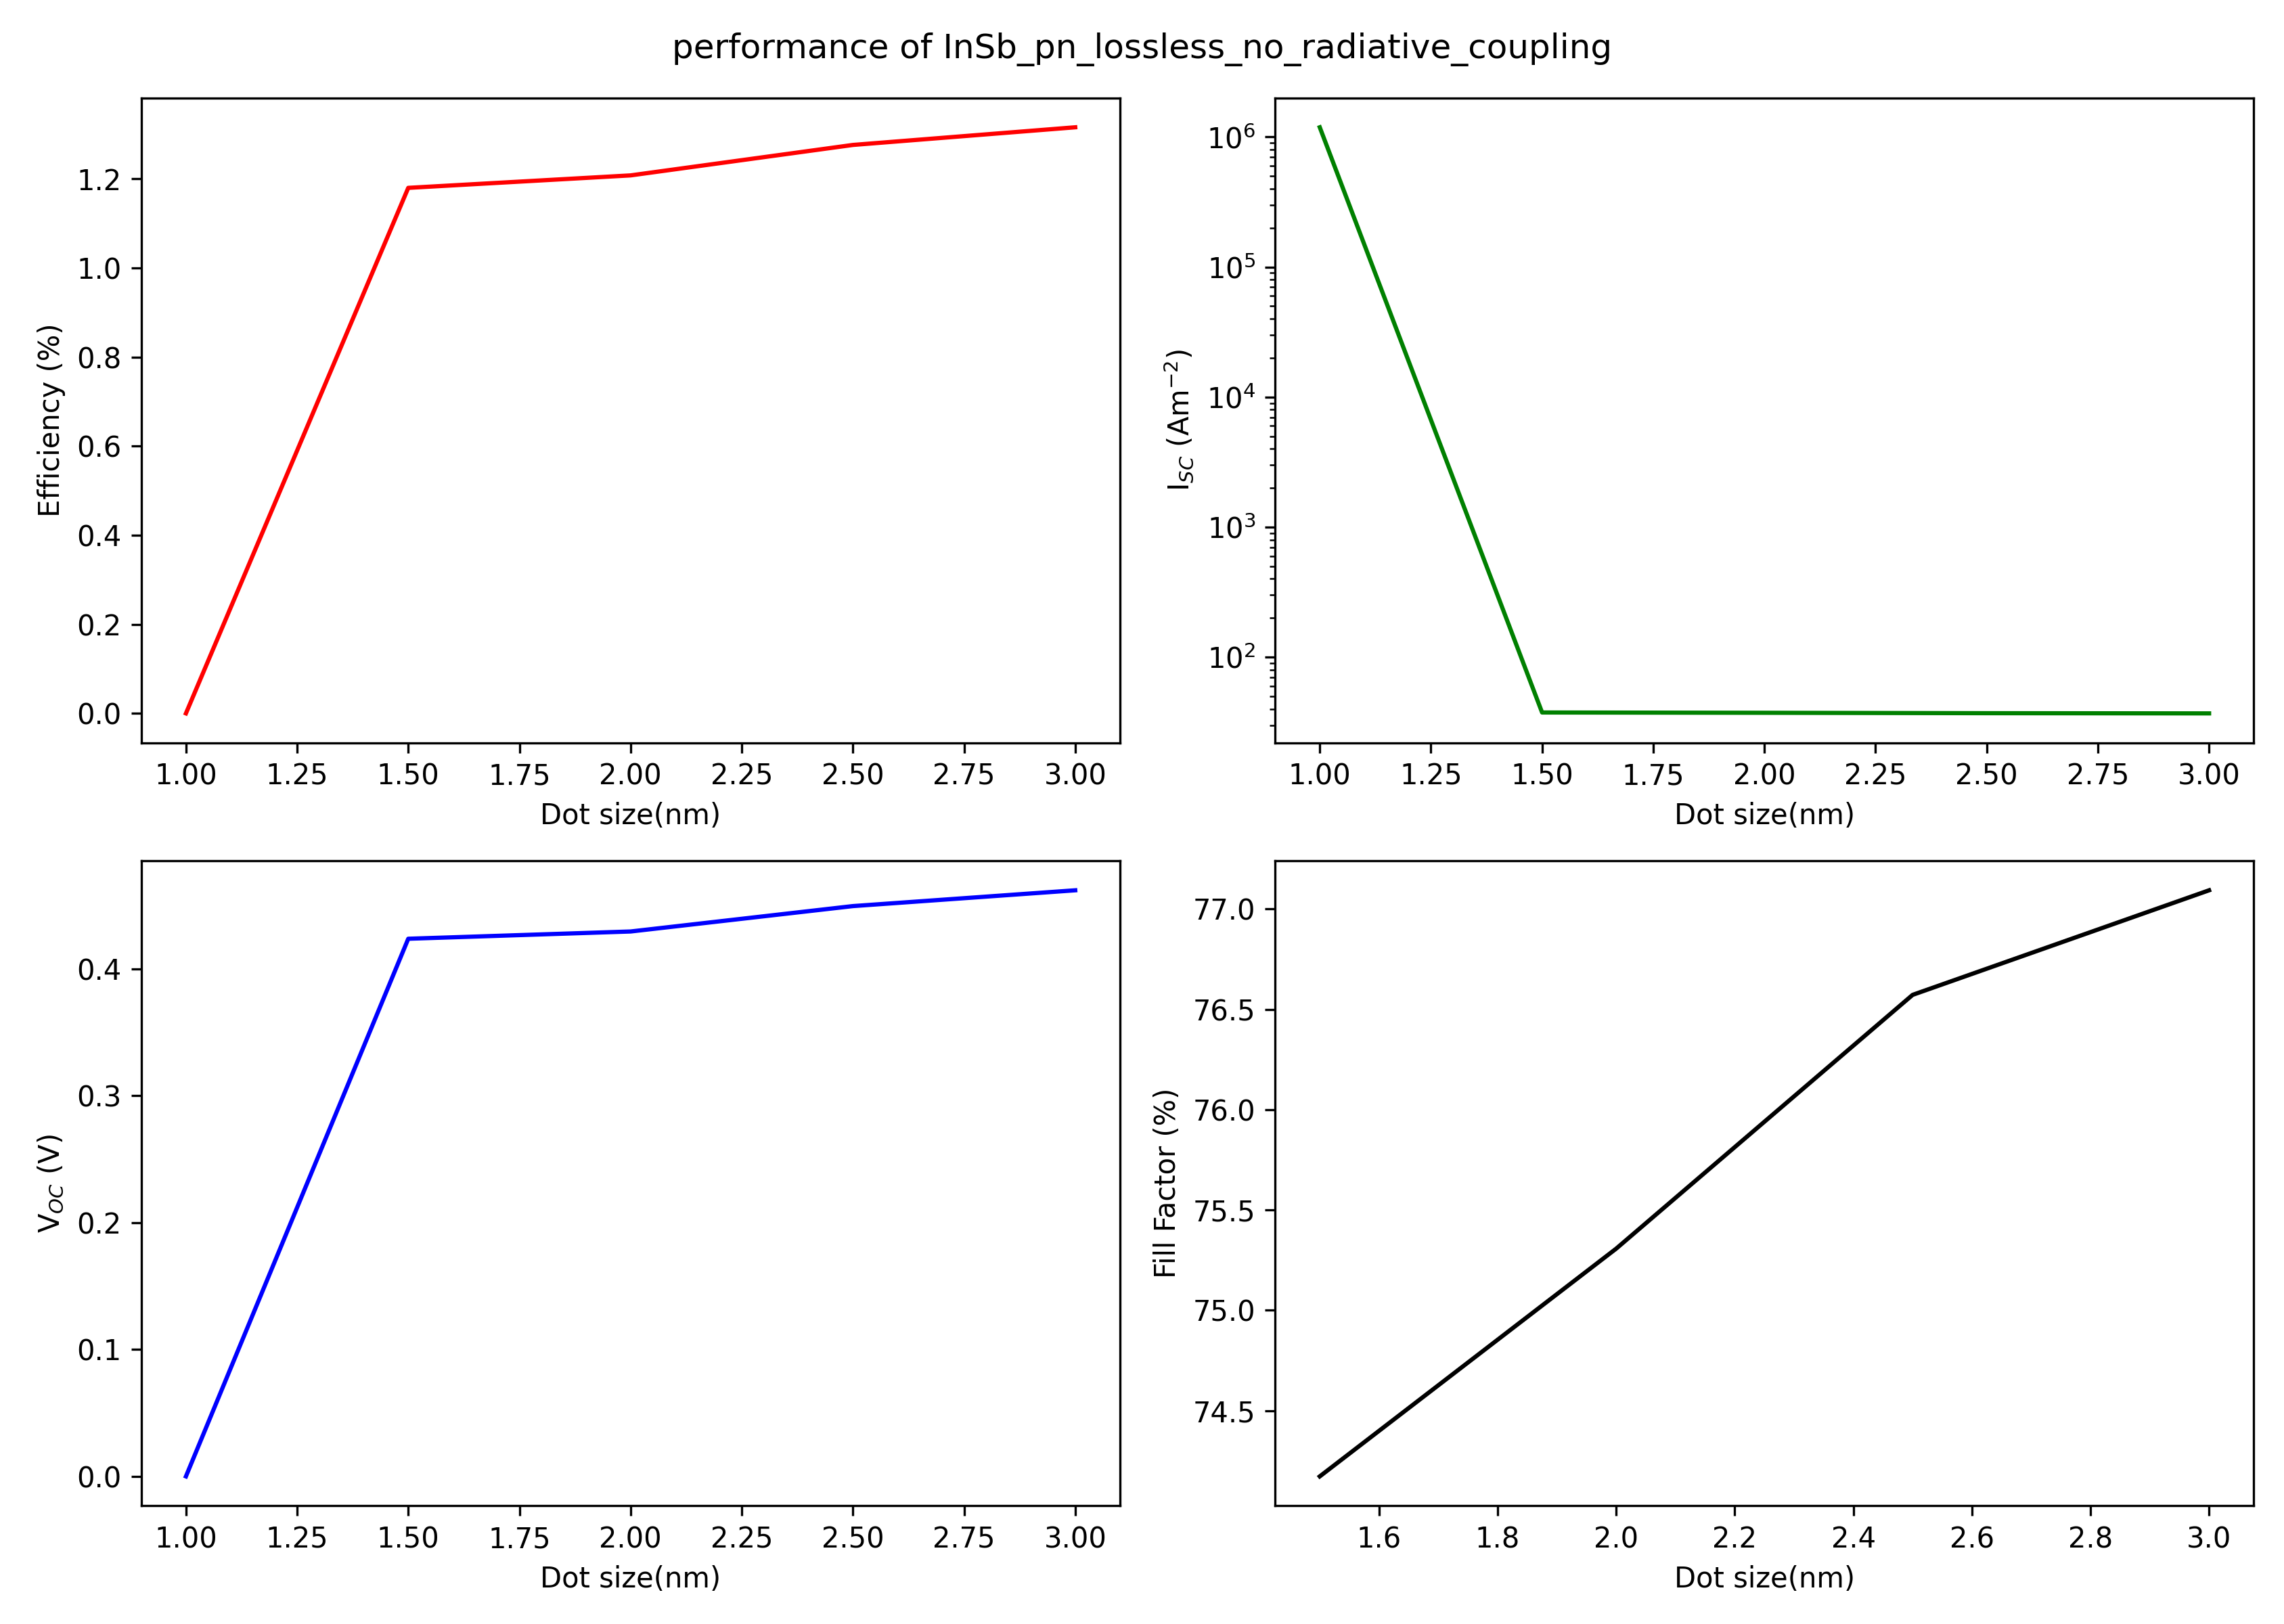 performance of InSb_pn_lossless_no_radiative_coupling
Efficiency (%)
1.2
1.0
0.8
0.6
0.4
0.2
0.0
1.00 1.25 1.50 1.75 2.00 2.25 2.50 2.75 3.00
Dot size(nm)
I_{SC} (Am^{−2})
10^6
10^5
10^4
10^3
10^2
1.00 1.25 1.50 1.75 2.00 2.25 2.50 2.75 3.00
Dot size(nm)
V_{OC} (V)
0.4
0.3
0.2
0.1
0.0
1.00 1.25 1.50 1.75 2.00 2.25 2.50 2.75 3.00
Dot size(nm)
Fill Factor (%)
77.0
76.5
76.0
75.5
75.0
74.5
1.6 1.8 2.0 2.2 2.4 2.6 2.8 3.0
Dot size(nm)